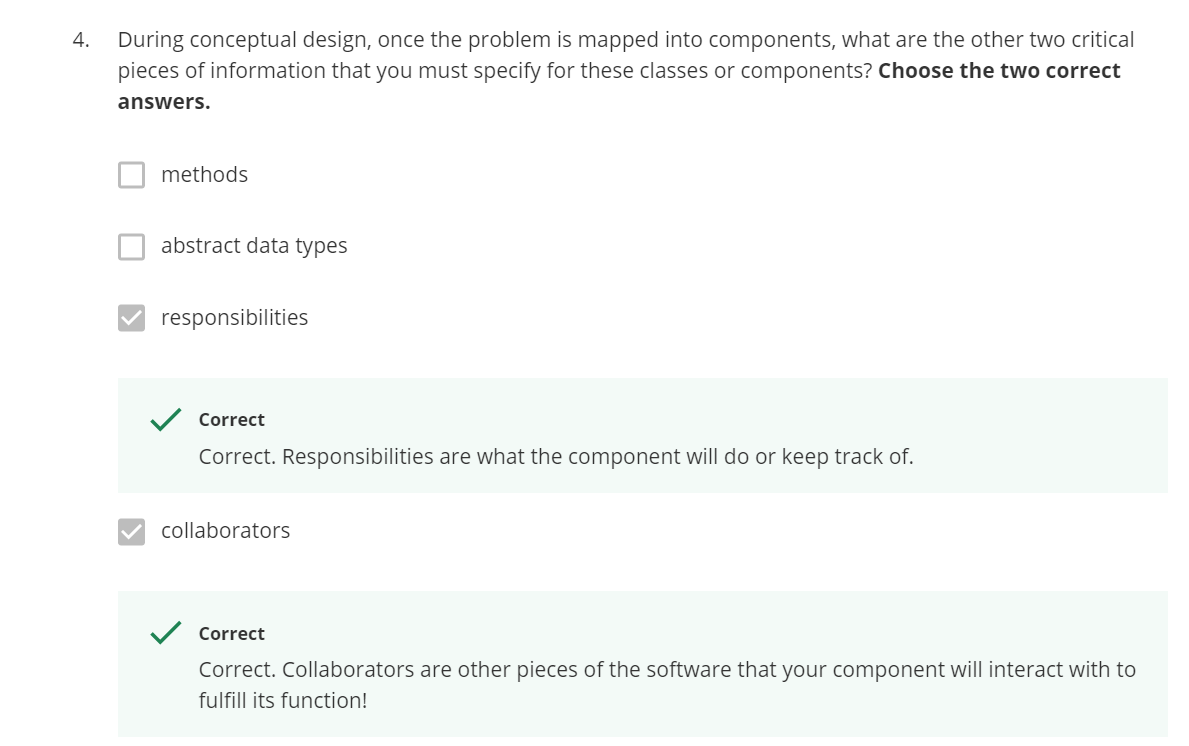 4. During conceptual design, once the problem is mapped into components, what are the other two critical
pieces of information that you must specify for these classes or components? Choose the two correct
answers.
methods
abstract data types
responsibilities
Correct
Correct. Responsibilities are what the component will do or keep track of.
collaborators
Correct
Correct. Collaborators are other pieces of the software that your component will interact with to
fulfill its function!